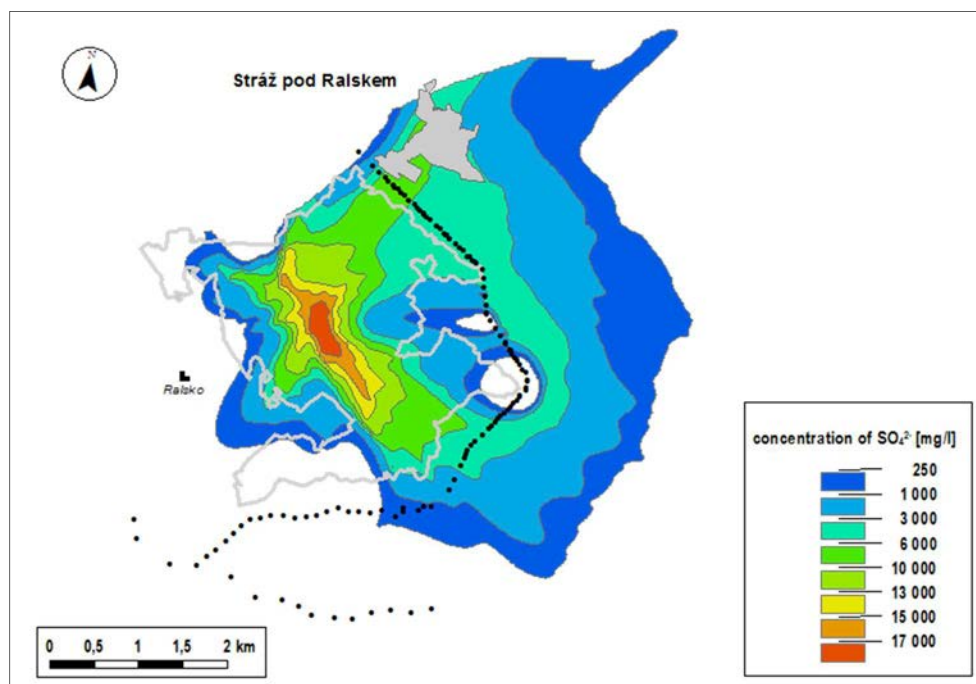 N
Stráž pod Ralskem
Ralsko
concentration of SO₄²⁻ [mg/l]
250
1 000
3 000
6 000
10 000
13 000
15 000
17 000
0 0,5 1 1,5 2 km